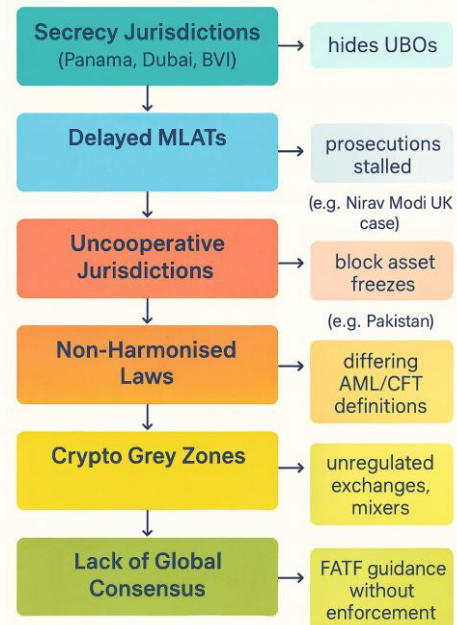 Secrecy Jurisdictions
(Panama, Dubai, BVI)
hides UBOs
Delayed MLATs
prosecutions
stalled
(e.g. Nirav Modi UK
case)
Uncooperative
Jurisdictions
block asset
freezes
(e.g. Pakistan)
Non-Harmonised
Laws
differing
AML/CFT
definitions
Crypto Grey Zones
unregulated
exchanges,
mixers
Lack of Global
Consensus
FATF guidance
without
enforcement